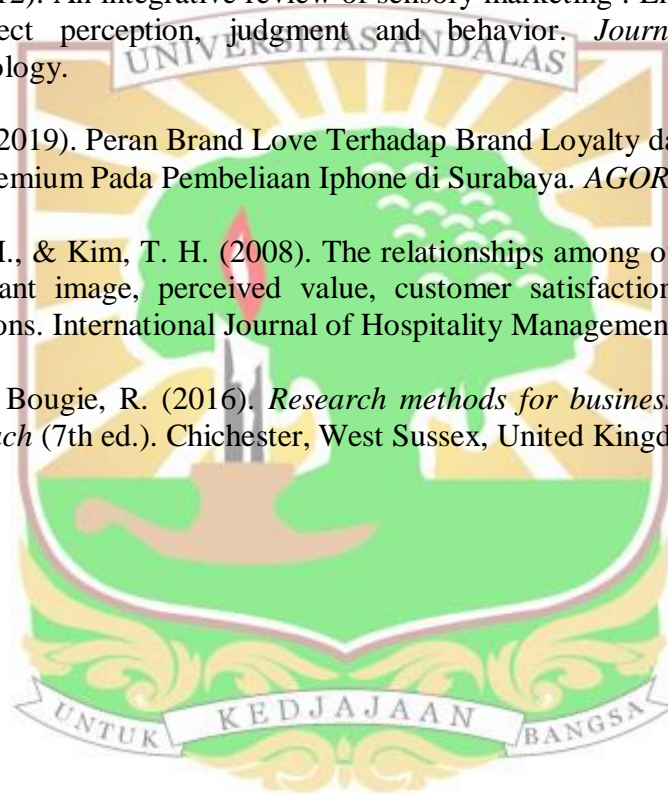 12). An integrative review of sensory marketing :
ect perception, judgment and behavior. Journ
UNIVERSITAS ANDALAS
ology.
2019). Peran Brand Love Terhadap Brand Loyalty da
emium Pada Pembeliaan Iphone di Surabaya. AGOR
I., & Kim, T. H. (2008). The relationships among o
ant image, perceived value, customer satisfaction
ons. International Journal of Hospitality Management
Bougie, R. (2016). Research methods for business
ach (7th ed.). Chichester, West Sussex, United Kingd
UNTUK KEDJAJAAN BANGSA